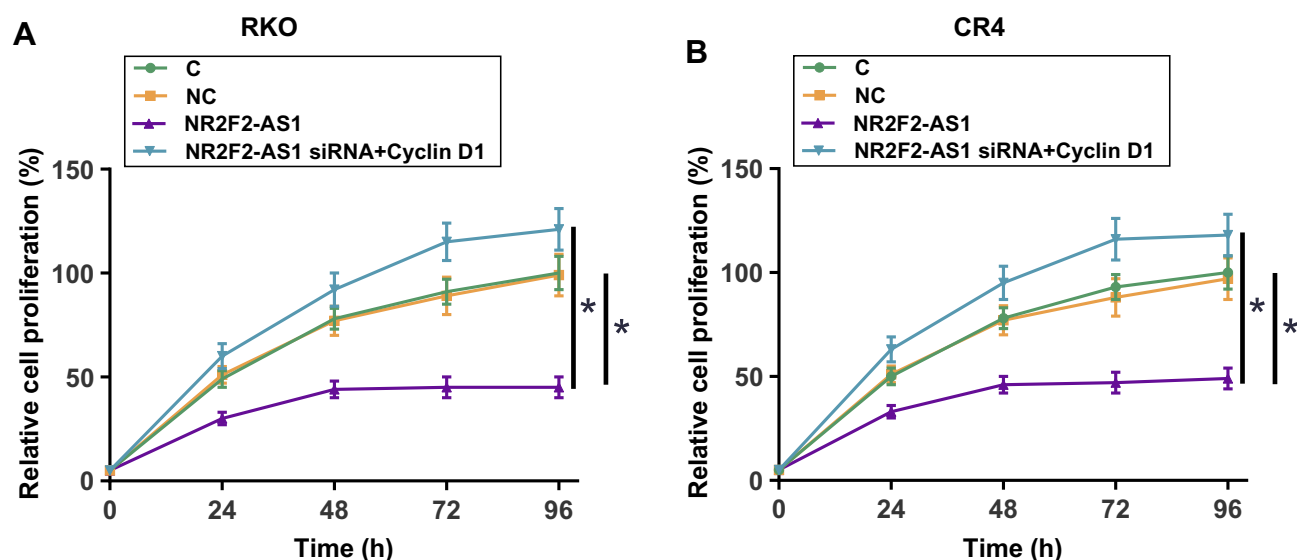 A
RKO
C
NC
NR2F2-AS1
NR2F2-AS1 siRNA+Cyclin D1
Relative cell proliferation (%)
150
100
50
0
0 24 48 72 96
Time (h)
*
*
B
CR4
C
NC
NR2F2-AS1
NR2F2-AS1 siRNA+Cyclin D1
Relative cell proliferation (%)
150
100
50
0
0 24 48 72 96
Time (h)
*
*